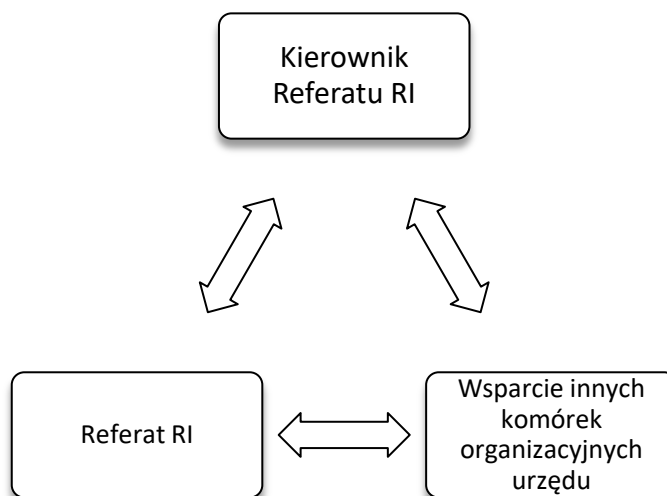 Kierownik
Referatu RI
Referat RI
Wsparcie innych
komórek
organizacyjnych
urzędu